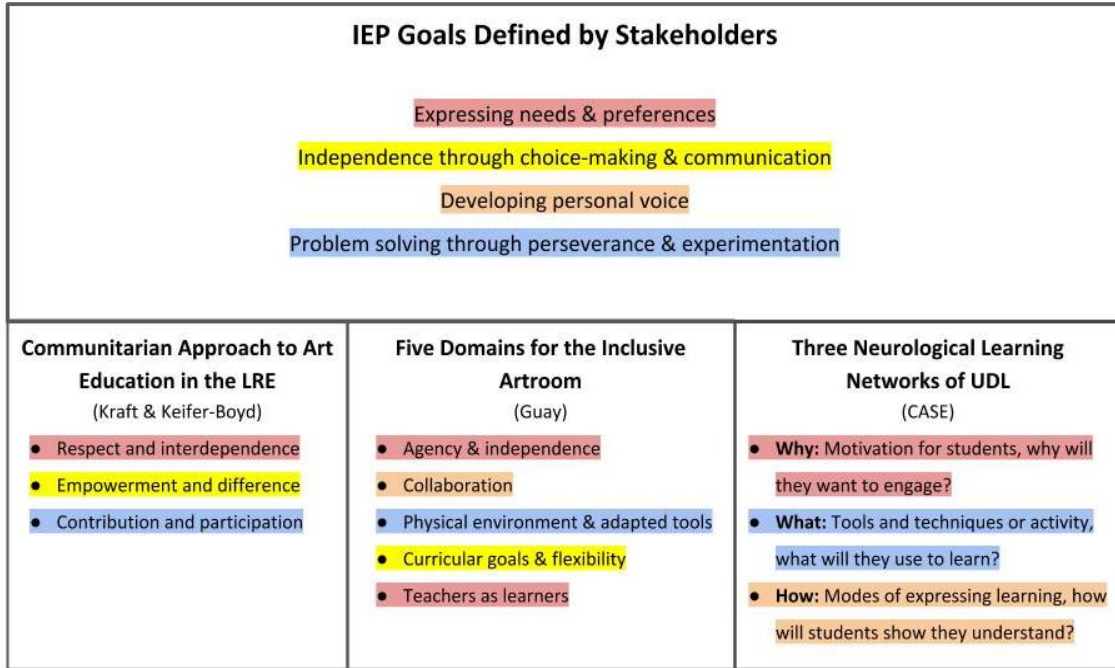 IEP Goals Defined by Stakeholders
Expressing needs & preferences
Independence through choice-making & communication
Developing personal voice
Problem solving through perseverance & experimentation
Communitarian Approach to Art
Education in the LRE
(Kraft & Keifer-Boyd)
● Respect and interdependence
● Empowerment and difference
● Contribution and participation
Five Domains for the Inclusive
Artroom
(Guay)
● Agency & independence
● Collaboration
● Physical environment & adapted tools
● Curricular goals & flexibility
● Teachers as learners
Three Neurological Learning
Networks of UDL
(CASE)
● Why: Motivation for students, why will
they want to engage?
● What: Tools and techniques or activity,
what will they use to learn?
● How: Modes of expressing learning, how
will students show they understand?